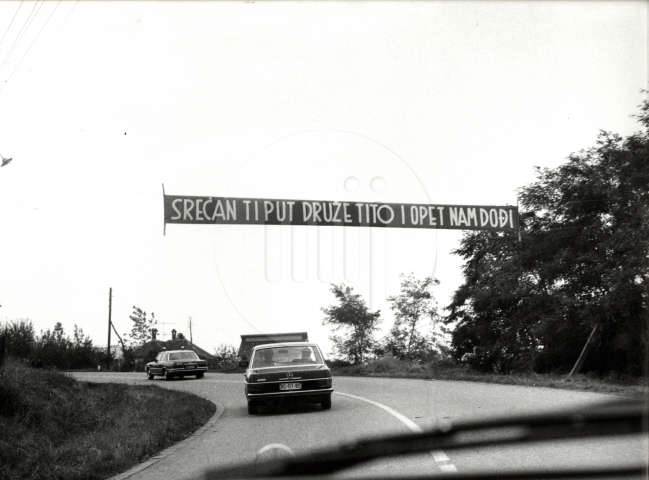 SREĆAN TI PUT DRUŽE TITO I OPET NAM DOĐI